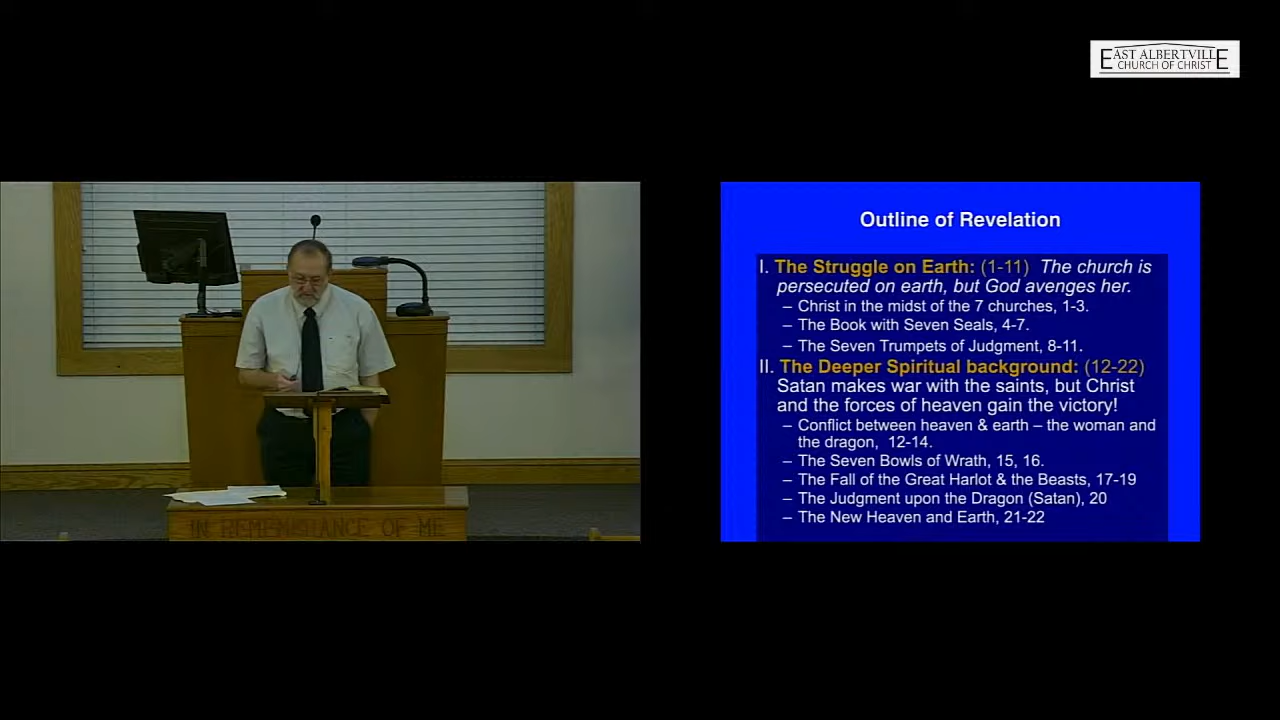 EAST ALBERTVILLE
CHURCH OF CHRIST
Outline of Revelation
I. The Struggle on Earth: (1-11) The church is
persecuted on earth, but God avenges her.
– Christ in the midst of the 7 churches, 1-3.
– The Book with Seven Seals, 4-7.
– The Seven Trumpets of Judgment, 8-11.
II. The Deeper Spiritual background: (12-22)
Satan makes war with the saints, but Christ
and the forces of heaven gain the victory!
– Conflict between heaven & earth – the woman and
the dragon, 12-14.
– The Seven Bowls of Wrath, 15, 16.
– The Fall of the Great Harlot & the Beasts, 17-19
– The Judgment upon the Dragon (Satan), 20
– The New Heaven and Earth, 21-22
IN REMEMBRANCE OF ME